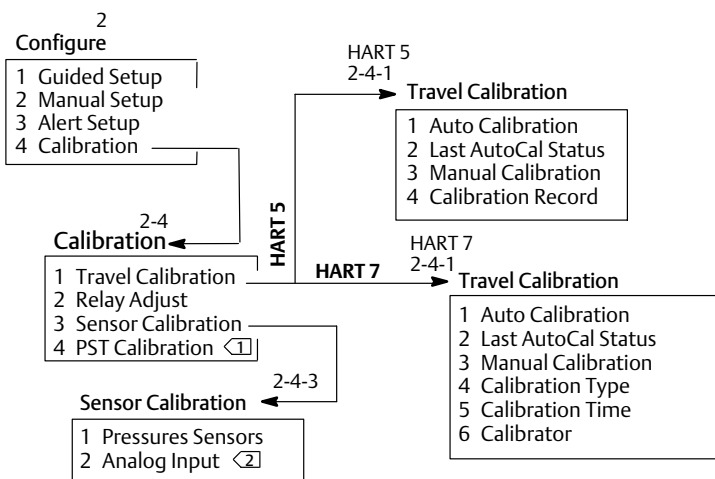 2
Configure
1 Guided Setup
2 Manual Setup
3 Alert Setup
4 Calibration
HART 5
2-4-1
Travel Calibration
1 Auto Calibration
2 Last AutoCal Status
3 Manual Calibration
4 Calibration Record
2-4
Calibration
1 Travel Calibration
2 Relay Adjust
3 Sensor Calibration
4 PST Calibration 1
HART 5
HART 7
HART 7
2-4-1
Travel Calibration
1 Auto Calibration
2 Last AutoCal Status
3 Manual Calibration
4 Calibration Type
5 Calibration Time
6 Calibrator
2-4-3
Sensor Calibration
1 Pressures Sensors
2 Analog Input 2